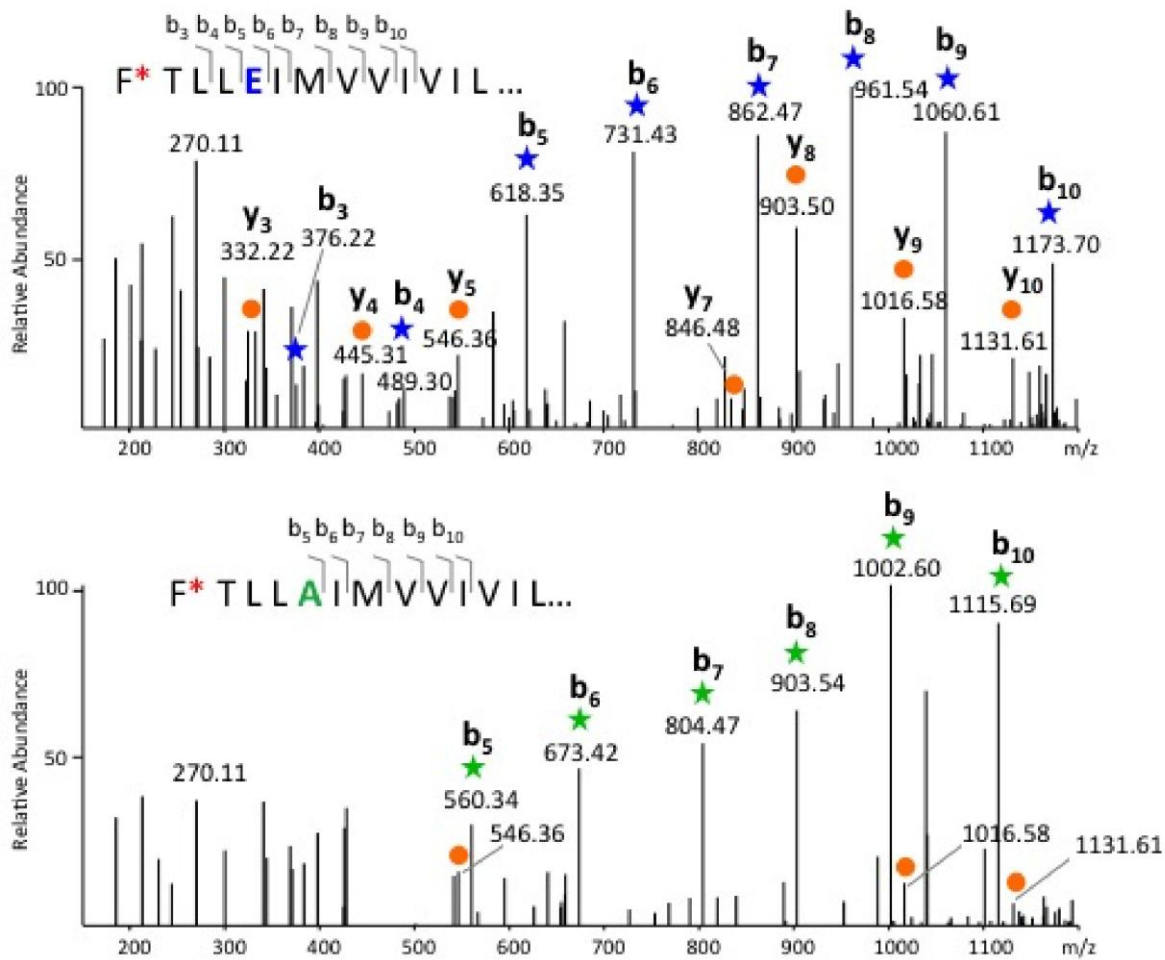 b3 b4 b5 b6 b7 b8 b9 b10
F* T L L E I M V V I V I L ...
Relative Abundance
100
50
270.11
y3
332.22
b3
376.22
y4
445.31
b4
489.30
y5
546.36
b5
618.35
b6
731.43
y7
846.48
b7
862.47
y8
903.50
b8
961.54
b9
1060.61
y9
1016.58
y10
1131.61
b10
1173.70
200 300 400 500 600 700 800 900 1000 1100 m/z
b5 b6 b7 b8 b9 b10
F* T L L A I M V V I V I L...
Relative Abundance
100
50
270.11
b5
560.34
546.36
b6
673.42
b7
804.47
b8
903.54
b9
1002.60
b10
1115.69
1016.58
1131.61
200 300 400 500 600 700 800 900 1000 1100 m/z